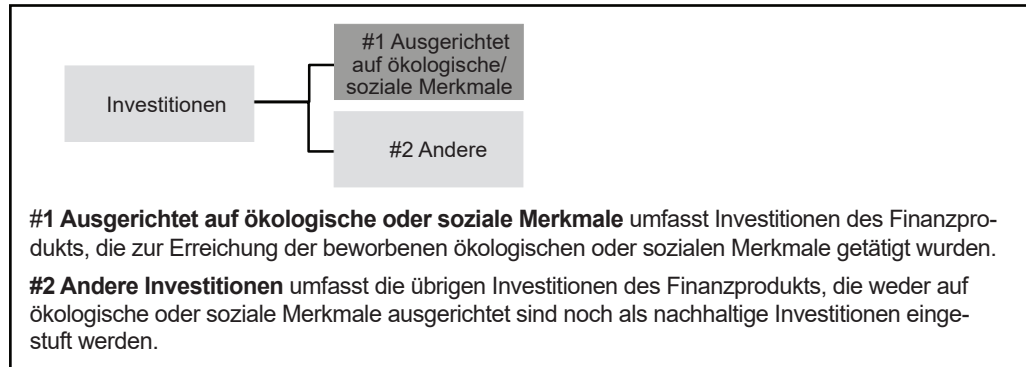 #1 Ausgerichtet
auf ökologische/
soziale Merkmale
Investitionen
#2 Andere
#1 Ausgerichtet auf ökologische oder soziale Merkmale umfasst Investitionen des Finanzpro-
dukts, die zur Erreichung der beworbenen ökologischen oder sozialen Merkmale getätigt wurden.
#2 Andere Investitionen umfasst die übrigen Investitionen des Finanzprodukts, die weder auf
ökologische oder soziale Merkmale ausgerichtet sind noch als nachhaltige Investitionen einge-
stuft werden.